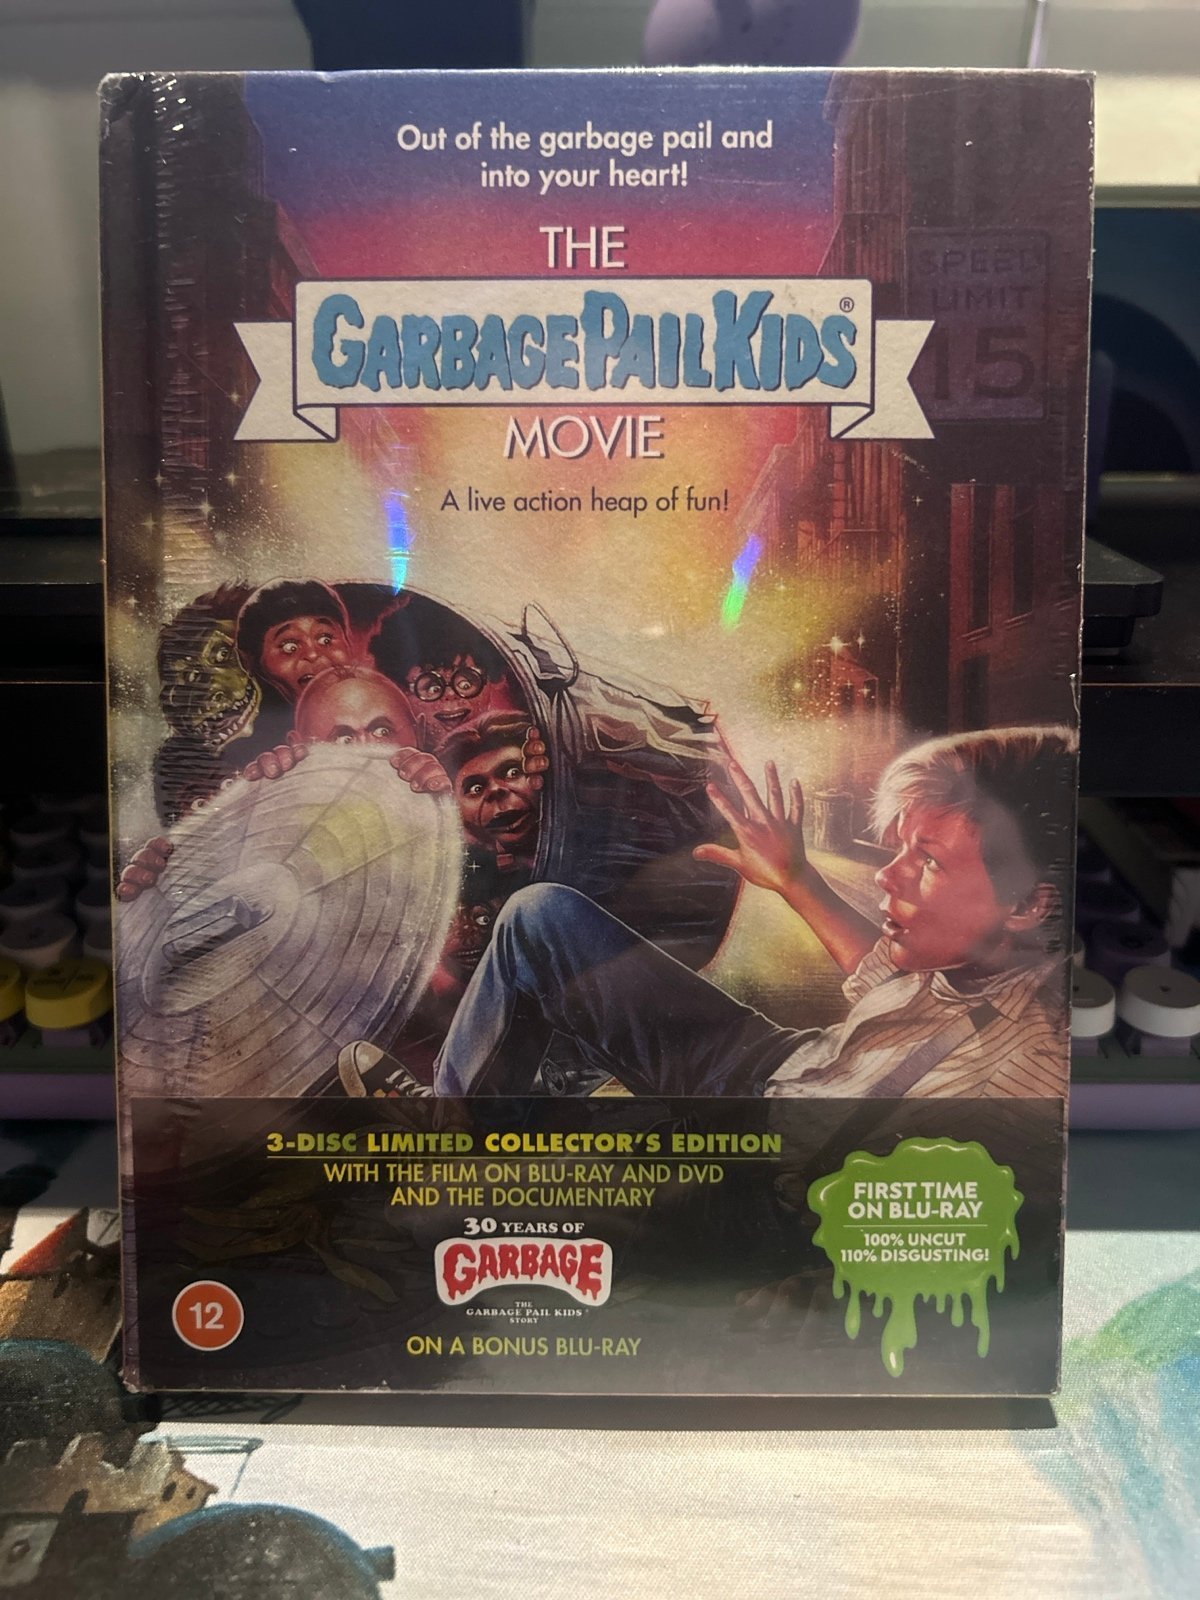 Out of the garbage pail and
into your heart!
THE
GARBAGE PAIL KIDS®
MOVIE
A live action heap of fun!
SPEED
LIMIT
15
3-DISC LIMITED COLLECTOR'S EDITION
WITH THE FILM ON BLU-RAY AND DVD
AND THE DOCUMENTARY
30 YEARS OF
GARBAGE
THE
GARBAGE PAIL KIDS®
STORY
ON A BONUS BLU-RAY
12
FIRST TIME
ON BLU-RAY
100% UNCUT
110% DISGUSTING!